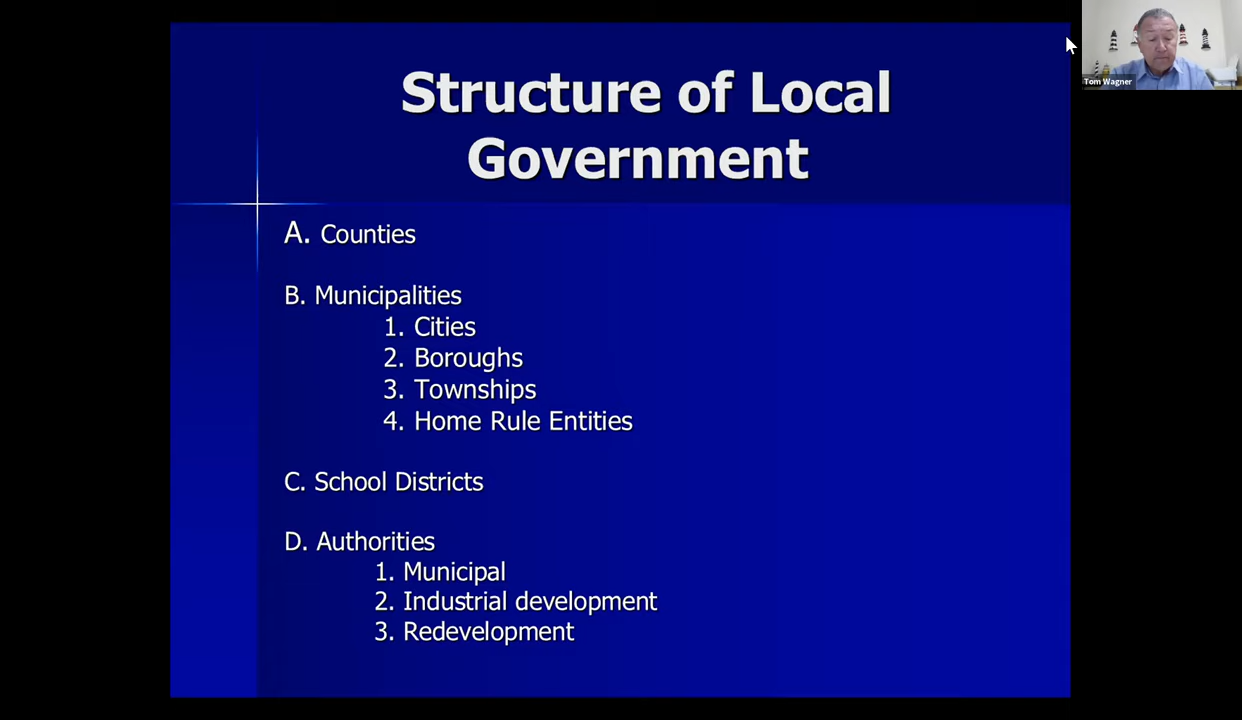 Structure of Local
Government
A. Counties
B. Municipalities
1. Cities
2. Boroughs
3. Townships
4. Home Rule Entities
C. School Districts
D. Authorities
1. Municipal
2. Industrial development
3. Redevelopment
Tom Wagner